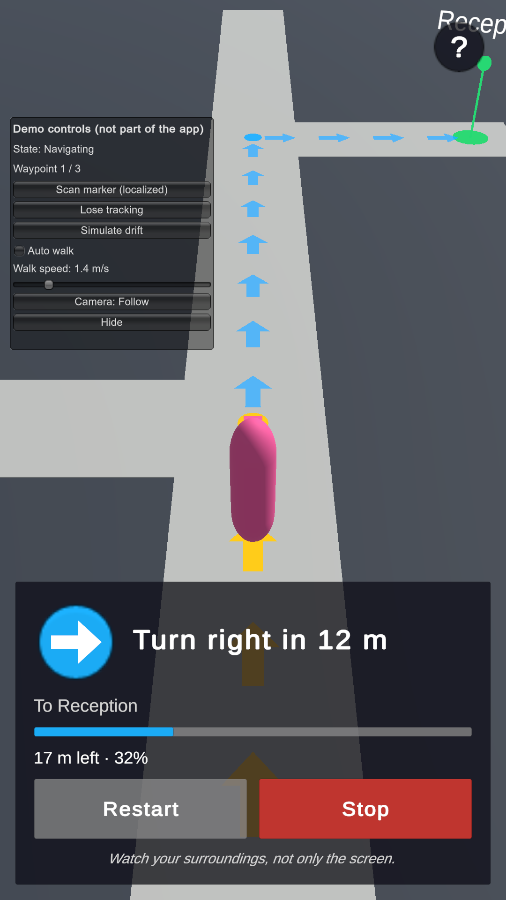 Recep
?
Demo controls (not part of the app)
State: Navigating
Waypoint 1 / 3
Scan marker (localized)
Lose tracking
Simulate drift
Auto walk
Walk speed: 1.4 m/s
Camera: Follow
Hide
Turn right in 12 m
To Reception
17 m left · 32%
Restart
Stop
Watch your surroundings, not only the screen.